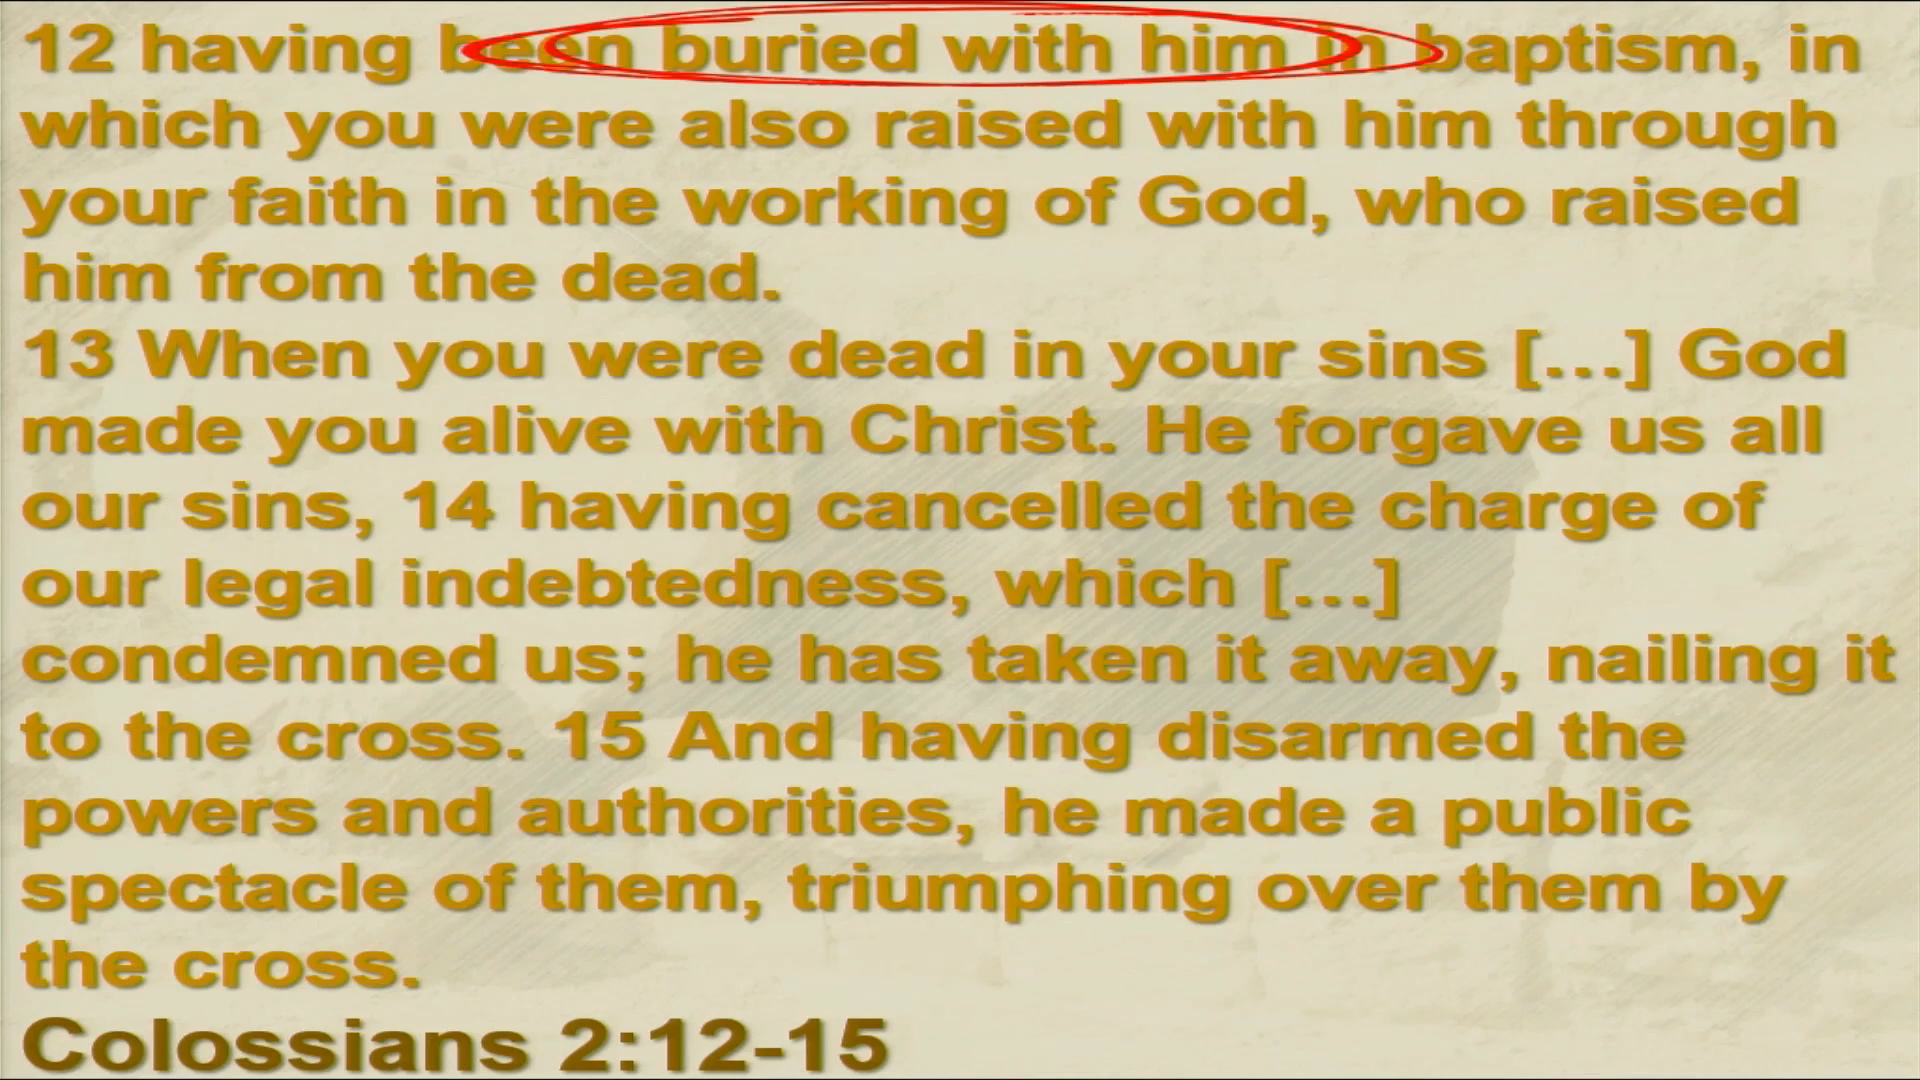 12 having been buried with him in baptism, in
which you were also raised with him through
your faith in the working of God, who raised
him from the dead.
13 When you were dead in your sins […] God
made you alive with Christ. He forgave us all
our sins, 14 having cancelled the charge of
our legal indebtedness, which […]
condemned us; he has taken it away, nailing it
to the cross. 15 And having disarmed the
powers and authorities, he made a public
spectacle of them, triumphing over them by
the cross.
Colossians 2:12-15